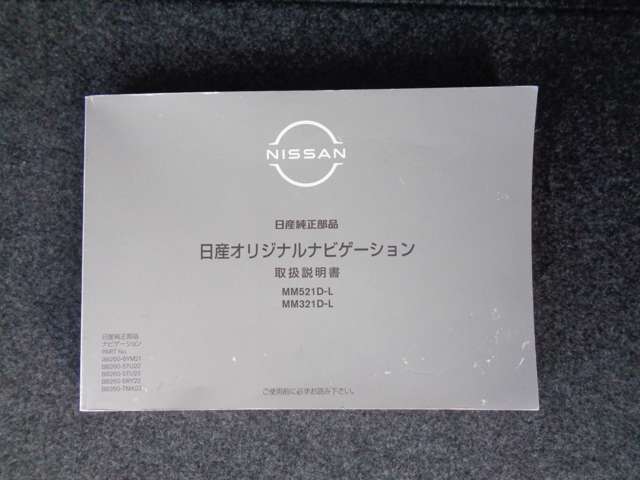 NISSAN
日産純正部品
日産オリジナルナビゲーション
取扱説明書
MM521D-L
MM321D-L
日産純正部品
ナビゲーション
PART No.
ご使用前に必ずお読み下さい。